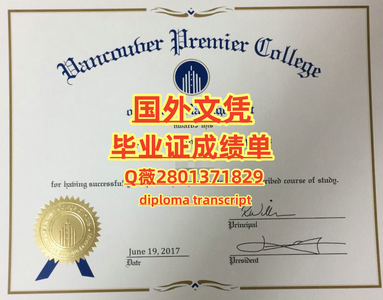 Vancouver Premier College
国外文凭
毕业证成绩单
Q薇2801371829
diploma transcript
for having successful
ribed course of study.
Principal
June 19, 2017
Date
President